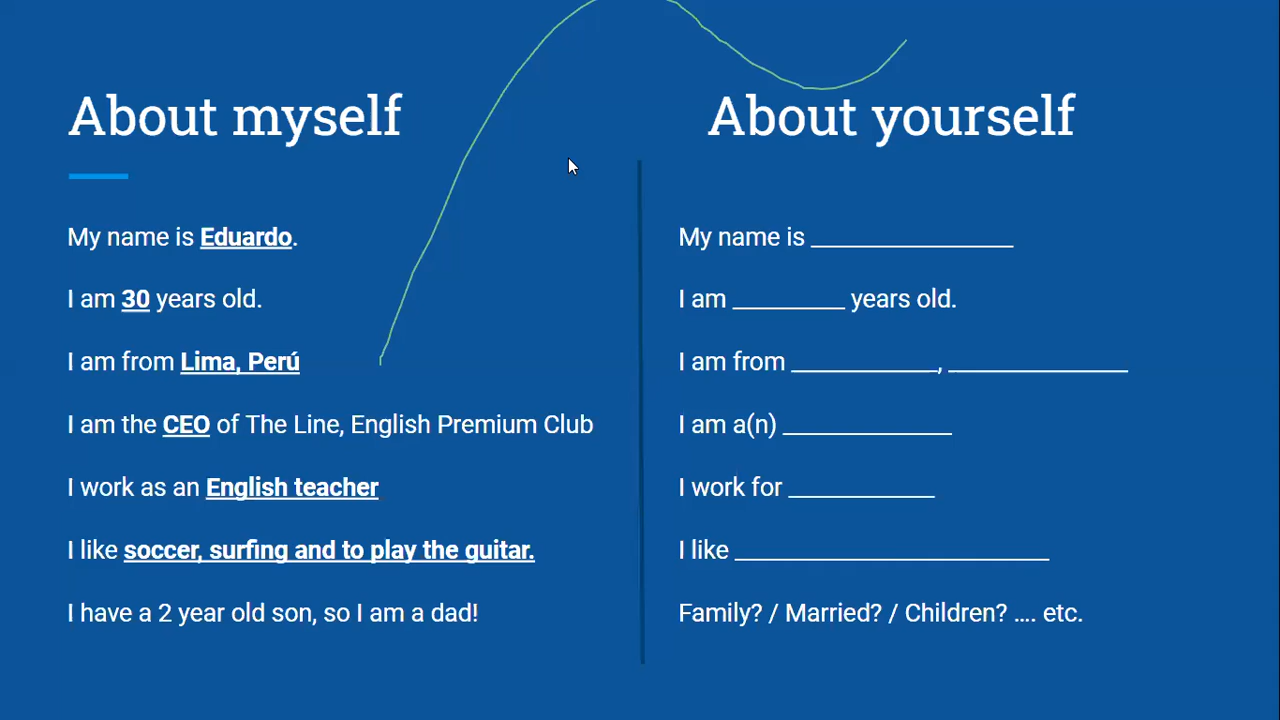 About myself
My name is Eduardo.
I am 30 years old.
I am from Lima, Perú
I am the CEO of The Line, English Premium Club
I work as an English teacher
I like soccer, surfing and to play the guitar.
I have a 2 year old son, so I am a dad!
About yourself
My name is _______________
I am ________ years old.
I am from ___________, _____________
I am a(n) ____________
I work for ___________
I like _______________________
Family? / Married? / Children? .... etc.